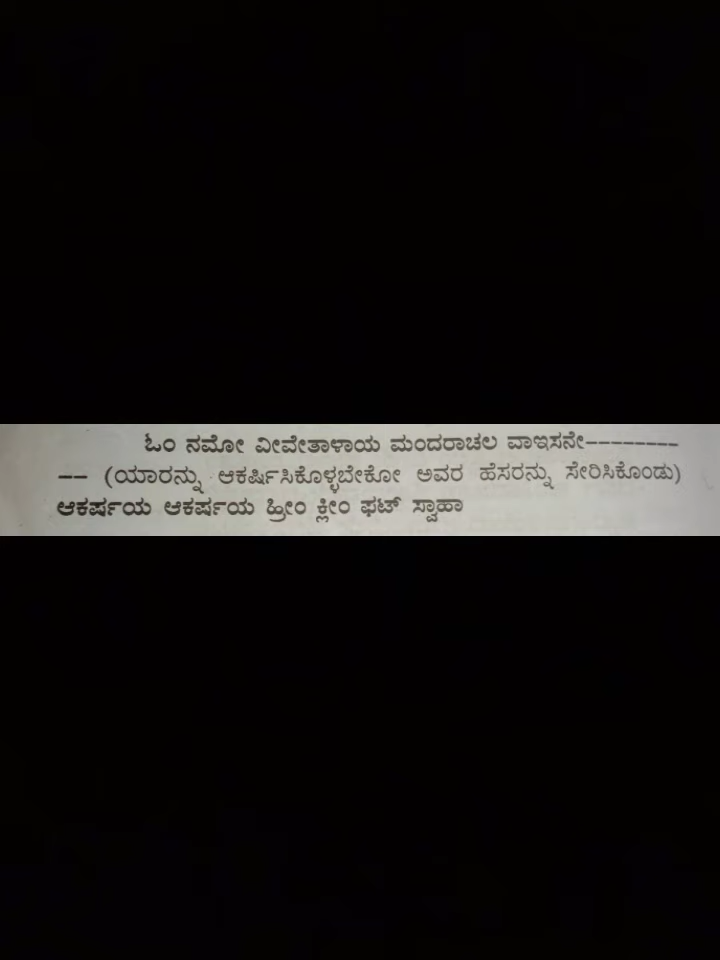 ಓಂ ನಮೋ ವೀವೇತಾಳಾಯ ಮಂದರಾಚಲ ವಾಇಸನೇ--------
-- (ಯಾರನ್ನು ಆಕರ್ಷಿಸಿಕೊಳ್ಳಬೇಕೋ ಅವರ ಹೆಸರನ್ನು ಸೇರಿಸಿಕೊಂಡು)
ಆಕರ್ಷಯ ಆಕರ್ಷಯ ಹ್ರೀಂ ಕ್ಲೀಂ ಫಟ್ ಸ್ವಾಹಾ